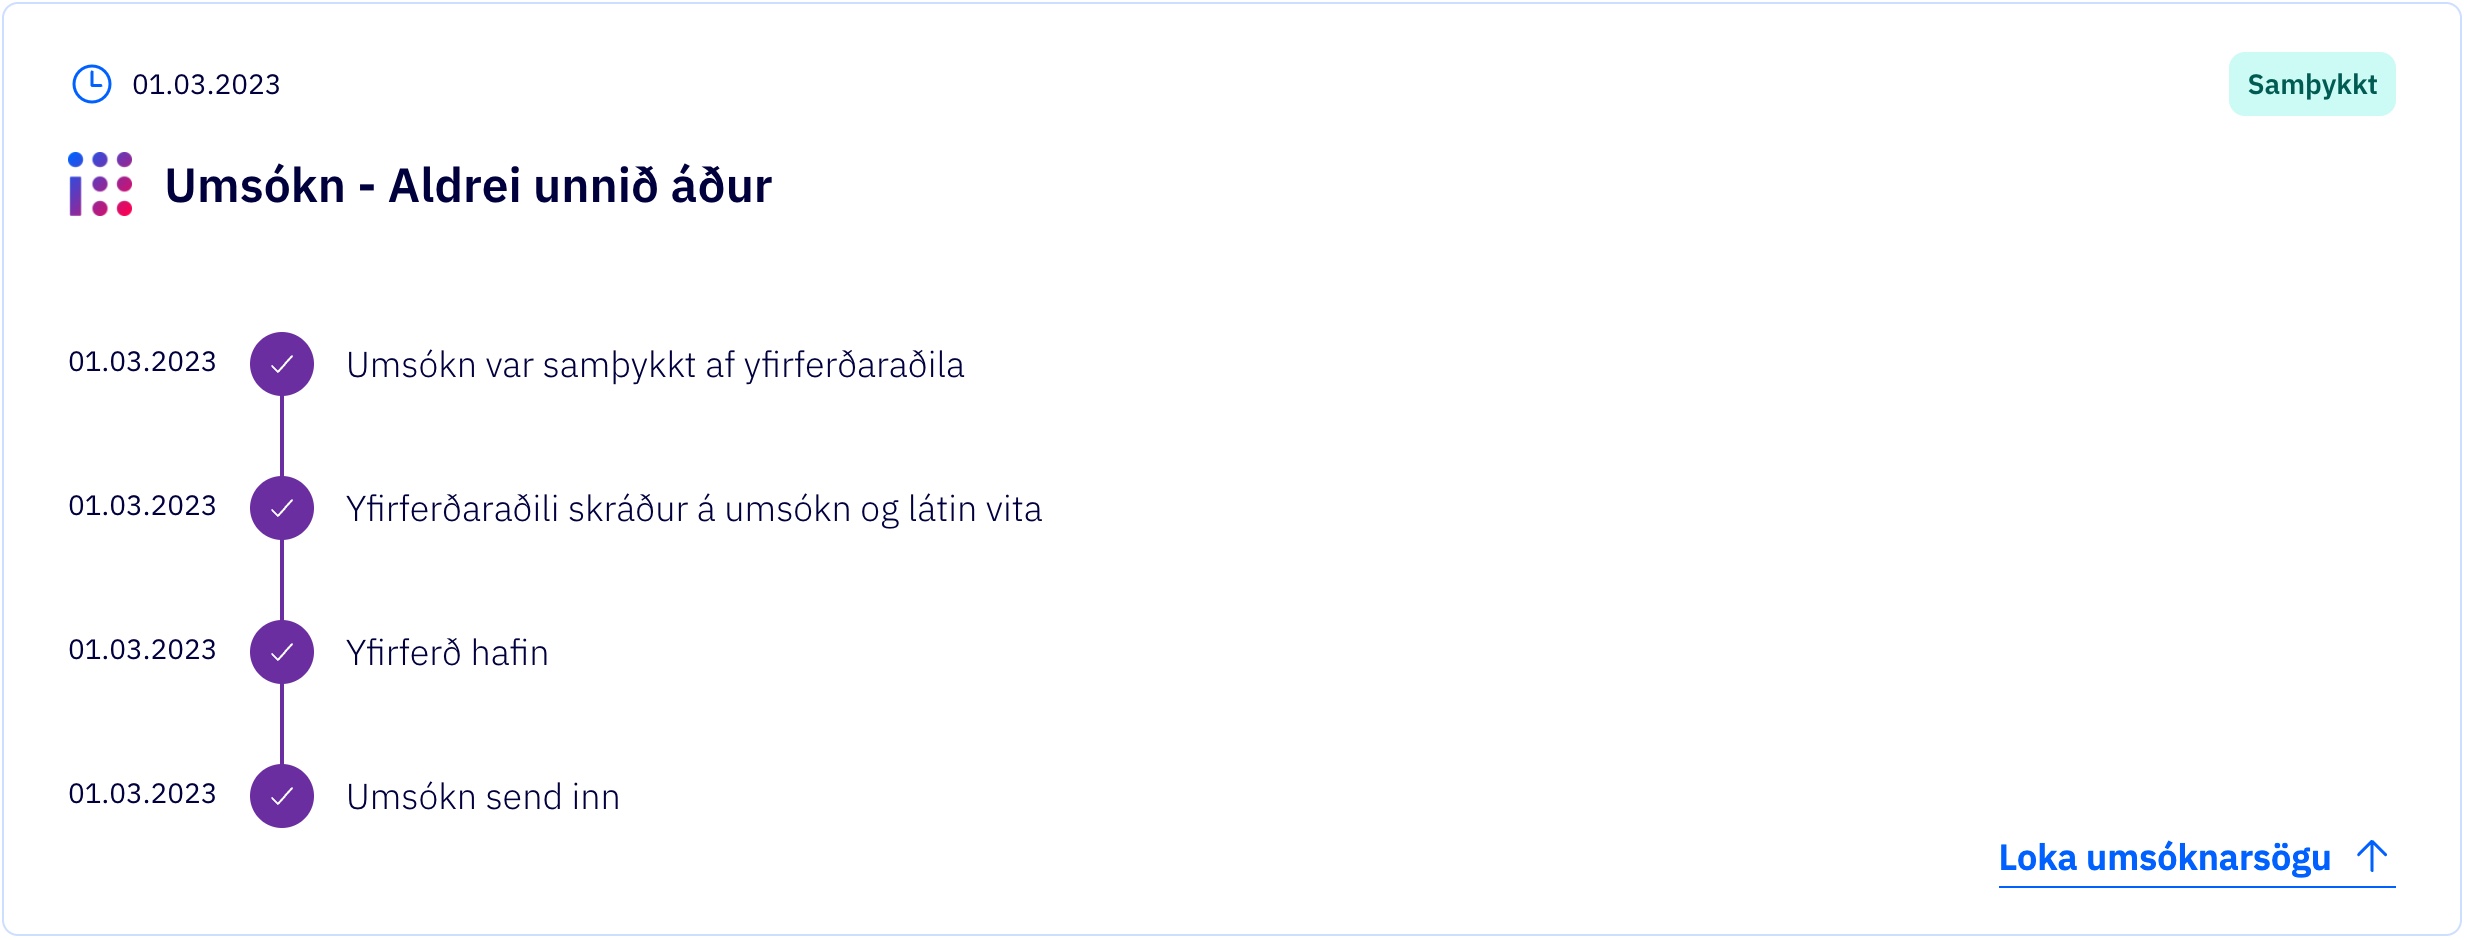 01.03.2023
Samþykkt
Umsókn - Aldrei unnið áður
01.03.2023 Umsókn var samþykkt af yfirferðaraðila
01.03.2023 Yfirferðaraðili skráður á umsókn og látin vita
01.03.2023 Yfirferð hafin
01.03.2023 Umsókn send inn
Loka umsóknarsögu